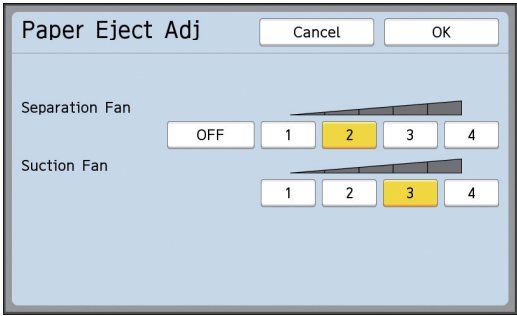 Paper Eject Adj Cancel OK
Separation Fan
OFF 1 2 3 4
Suction Fan
1 2 3 4